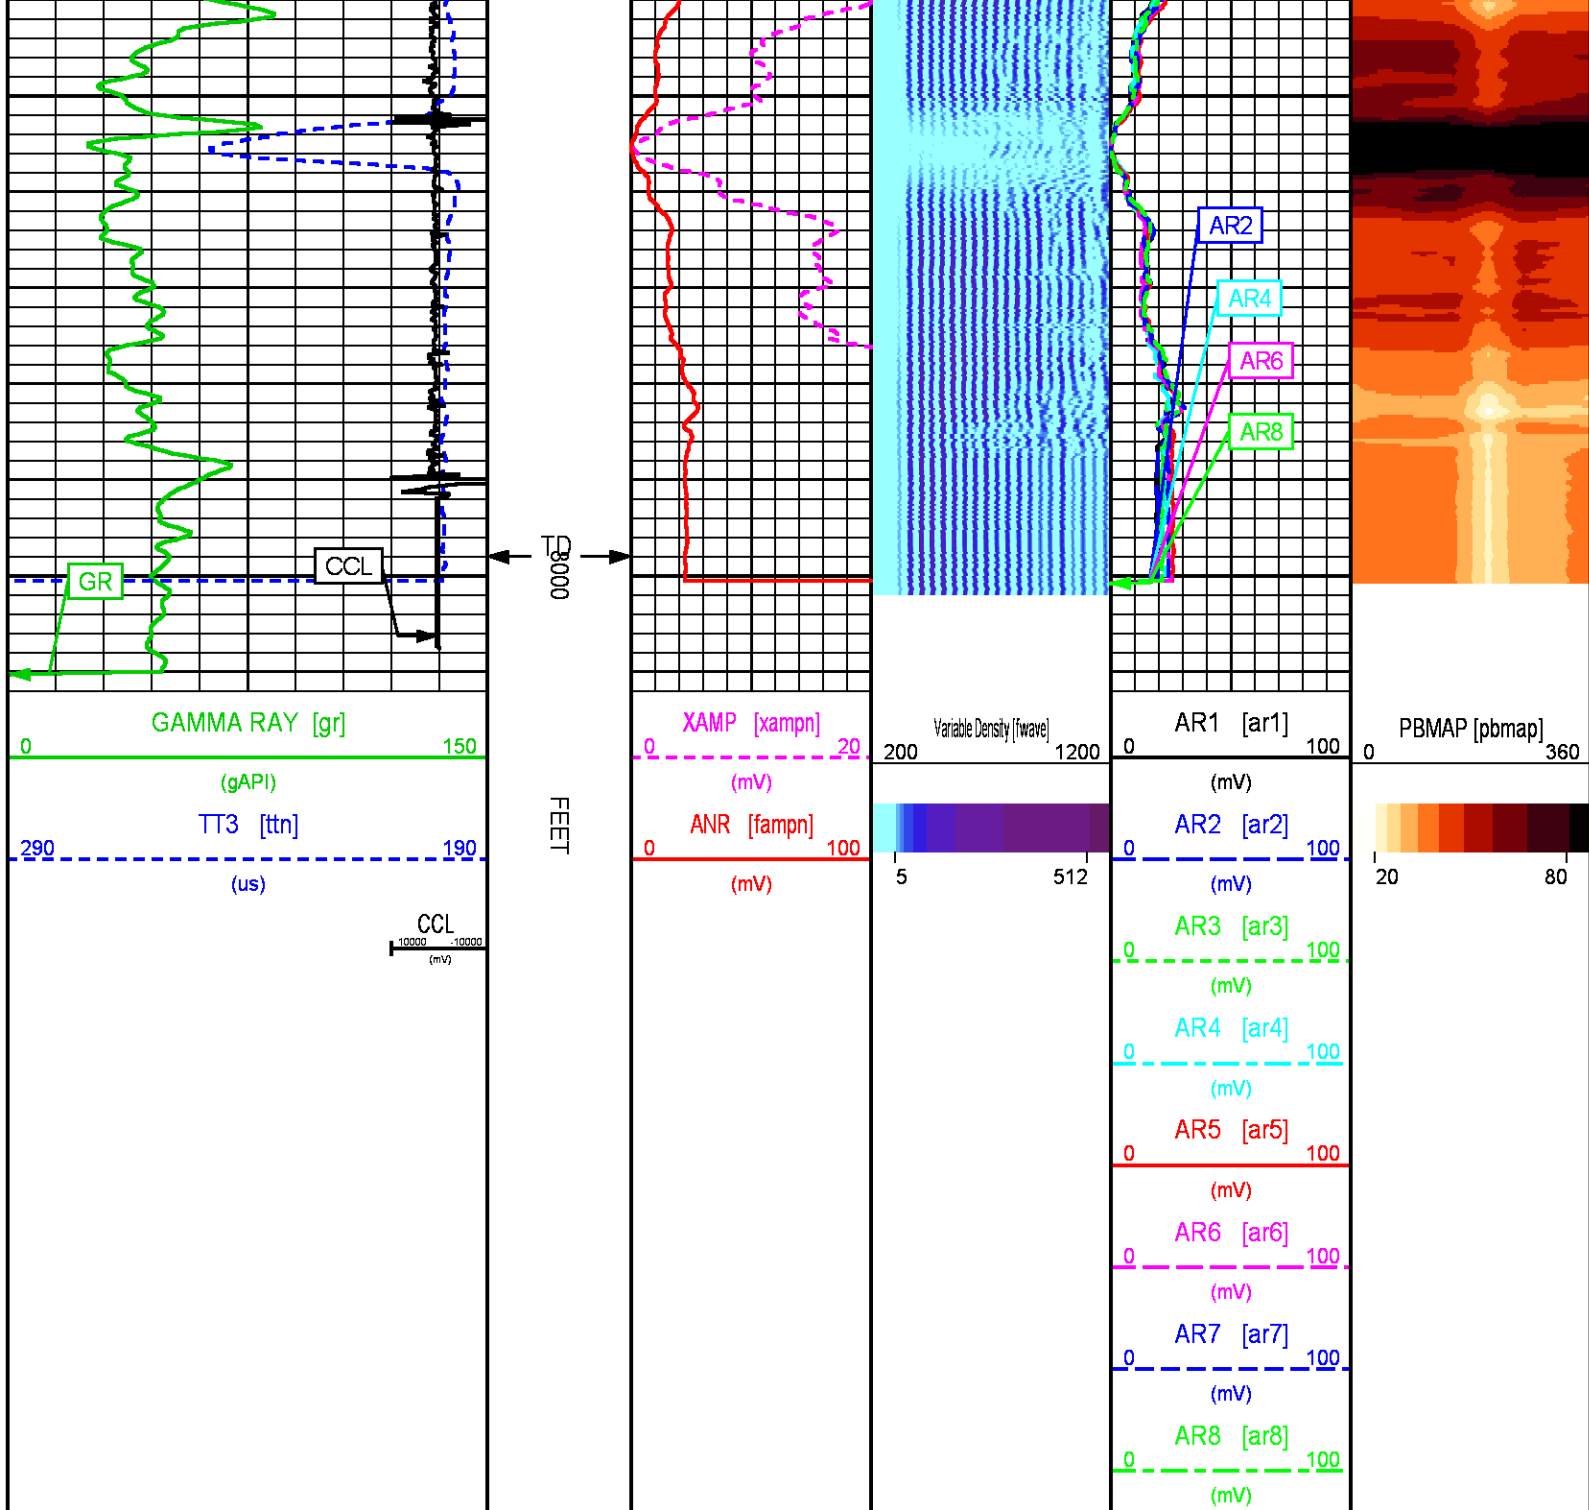 AR2
AR4
AR6
AR8
TD
8000
CCL
GR
GAMMA RAY [gr]
0 150
(gAPI)
TT3 [ttn]
290 190
(us)
CCL
10000 -10000
(mV)
FEET
XAMP [xampn]
0 20
(mV)
ANR [fampn]
0 100
(mV)
Variable Density [fwave]
200 1200
5 512
AR1 [ar1]
0 100
(mV)
AR2 [ar2]
0 100
(mV)
AR3 [ar3]
0 100
(mV)
AR4 [ar4]
0 100
(mV)
AR5 [ar5]
0 100
(mV)
AR6 [ar6]
0 100
(mV)
AR7 [ar7]
0 100
(mV)
AR8 [ar8]
0 100
(mV)
PBMAP [pbmap]
0 360
20 80